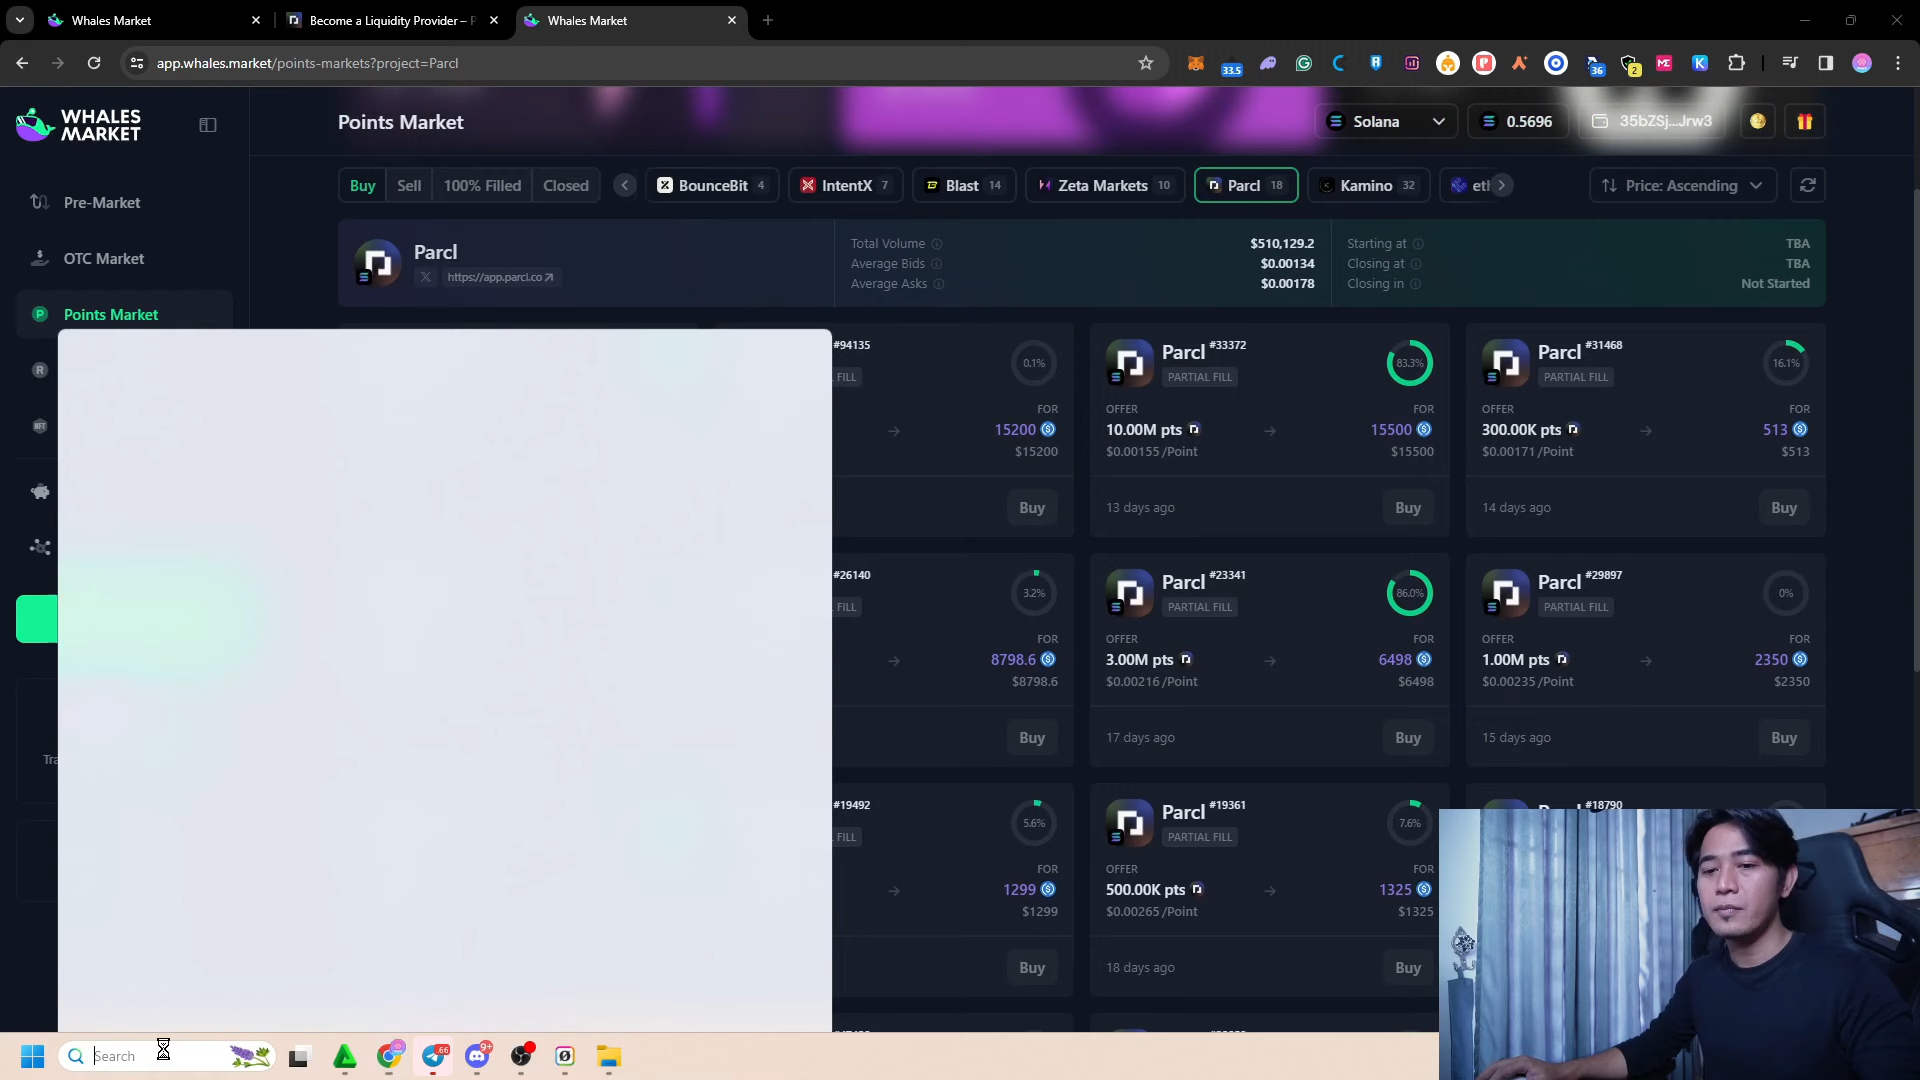 Whales Market
Become a Liquidity Provider – P
Whales Market
app.whales.market/points-markets?project=Parcl
33.5
36
2
WHALES
MARKET
Points Market
Solana
0.5696
35bZSj...Jrw3
Pre-Market
OTC Market
Points Market
Buy
Sell
100% Filled
Closed
BounceBit 4
IntentX 7
Blast 14
Zeta Markets 10
Parcl 18
Kamino 32
Price: Ascending
Parcl
https://app.parcl.co
Total Volume
$510,129.2
Average Bids
$0.00134
Average Asks
$0.00178
Starting at
TBA
Closing at
TBA
Closing in
Not Started
#94135
FILL
0.1%
FOR
15200
$15200
Buy
Parcl #33372
PARTIAL FILL
83.3%
OFFER
FOR
10.00M pts
15500
$0.00155 /Point
$15500
13 days ago
Buy
Parcl #31468
PARTIAL FILL
16.1%
OFFER
FOR
300.00K pts
513
$0.00171 /Point
$513
14 days ago
Buy
#26140
FILL
3.2%
FOR
8798.6
$8798.6
Buy
Parcl #23341
PARTIAL FILL
86.0%
OFFER
FOR
3.00M pts
6498
$0.00216 /Point
$6498
17 days ago
Buy
Parcl #29897
PARTIAL FILL
0%
OFFER
FOR
1.00M pts
2350
$0.00235 /Point
$2350
15 days ago
Buy
#19492
FILL
5.6%
FOR
1299
$1299
Buy
Parcl #19361
PARTIAL FILL
7.6%
OFFER
FOR
500.00K pts
1325
$0.00265 /Point
$1325
18 days ago
Buy
Parcl #18790
Search
66
9+